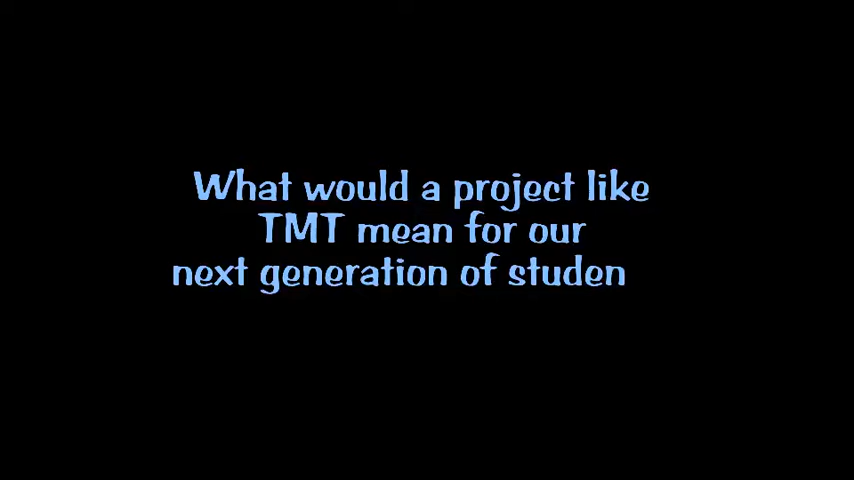 What would a project like
TMT mean for our
next generation of studen